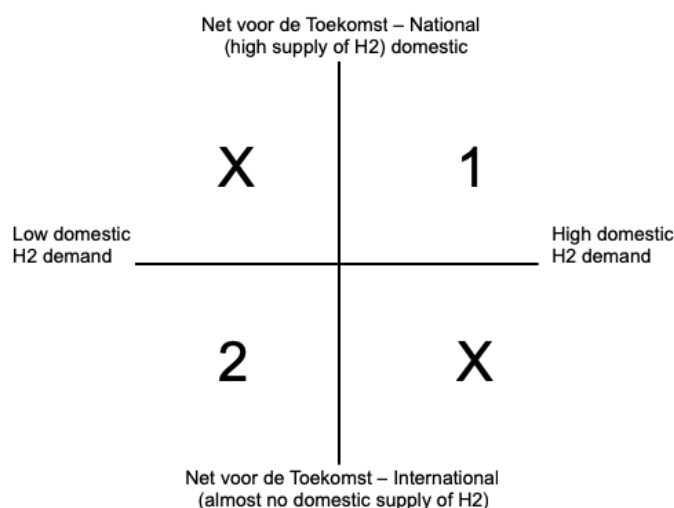 Net voor de Toekomst – National
(high supply of H2) domestic
X
1
Low domestic
H2 demand
High domestic
H2 demand
2
X
Net voor de Toekomst – International
(almost no domestic supply of H2)